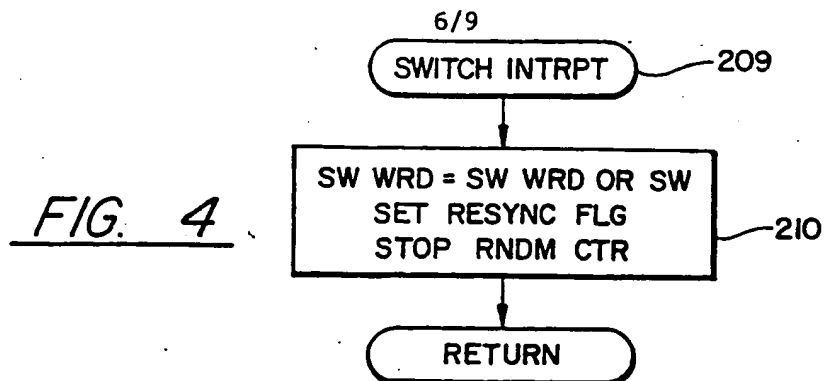 6/9
SWITCH INTRPT
209
SW WRD = SW WRD OR SW
SET RESYNC FLG
STOP RNDM CTR
210
FIG. 4
RETURN